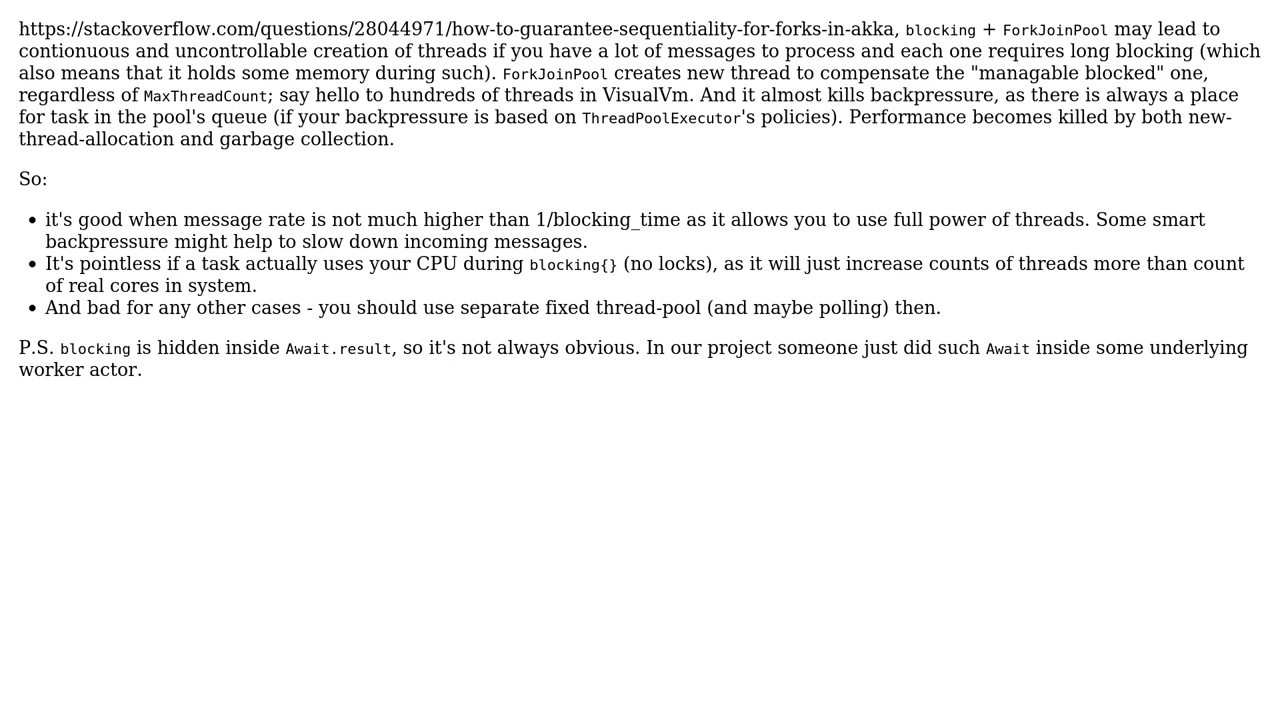 https://stackoverflow.com/questions/28044971/how-to-guarantee-sequentiality-for-forks-in-akka, blocking + ForkJoinPool may lead to
contionuous and uncontrollable creation of threads if you have a lot of messages to process and each one requires long blocking (which
also means that it holds some memory during such). ForkJoinPool creates new thread to compensate the "managable blocked" one,
regardless of MaxThreadCount; say hello to hundreds of threads in VisualVm. And it almost kills backpressure, as there is always a place
for task in the pool's queue (if your backpressure is based on ThreadPoolExecutor's policies). Performance becomes killed by both new-
thread-allocation and garbage collection.
So:
• it's good when message rate is not much higher than 1/blocking_time as it allows you to use full power of threads. Some smart
backpressure might help to slow down incoming messages.
• It's pointless if a task actually uses your CPU during blocking{} (no locks), as it will just increase counts of threads more than count
of real cores in system.
• And bad for any other cases - you should use separate fixed thread-pool (and maybe polling) then.
P.S. blocking is hidden inside Await.result, so it's not always obvious. In our project someone just did such Await inside some underlying
worker actor.